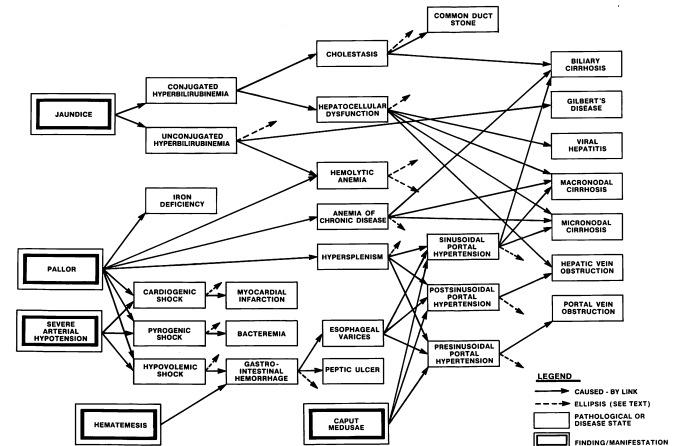 COMMON DUCT
STONE
CHOLESTASIS
BILIARY
CIRRHOSIS
CONJUGATED
HYPERBILIRUBINEMIA
GILBERT'S
DISEASE
JAUNDICE
HEPATOCELLULAR
DYSFUNCTION
UNCONJUGATED
HYPERBILIRUBINEMIA
VIRAL
HEPATITIS
HEMOLYTIC
ANEMIA
MACRONODAL
CIRRHOSIS
IRON
DEFICIENCY
ANEMIA OF
CHRONIC DISEASE
MICRONODAL
CIRRHOSIS
SINUSOIDAL
PORTAL
HYPERTENSION
HYPERSPLENISM
PALLOR
HEPATIC VEIN
OBSTRUCTION
CARDIOGENIC
SHOCK
MYOCARDIAL
INFARCTION
POSTSINUSOIDAL
PORTAL
HYPERTENSION
PORTAL VEIN
OBSTRUCTION
SEVERE
ARTERIAL
HYPOTENSION
PYROGENIC
SHOCK
BACTEREMIA
ESOPHAGEAL
VARICES
PRESINUSOIDAL
PORTAL
HYPERTENSION
HYPOVOLEMIC
SHOCK
GASTRO-
INTESTINAL
HEMORRHAGE
PEPTIC ULCER
HEMATEMESIS
CAPUT
MEDUSAE
LEGEND
CAUSED-BY LINK
ELLIPSIS (SEE TEXT)
PATHOLOGICAL OR
DISEASE STATE
FINDING/MANIFESTATION